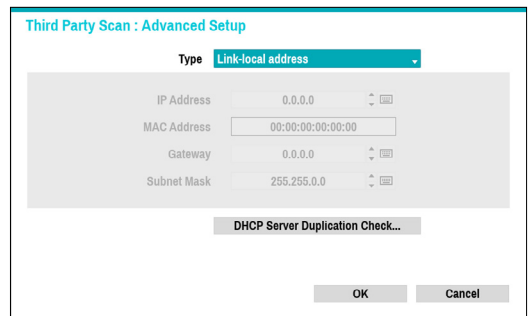 Third Party Scan : Advanced Setup
Type Link-local address
IP Address 0.0.0.0
MAC Address 00:00:00:00:00:00
Gateway 0.0.0.0
Subnet Mask 255.255.0.0
DHCP Server Duplication Check...
OK Cancel